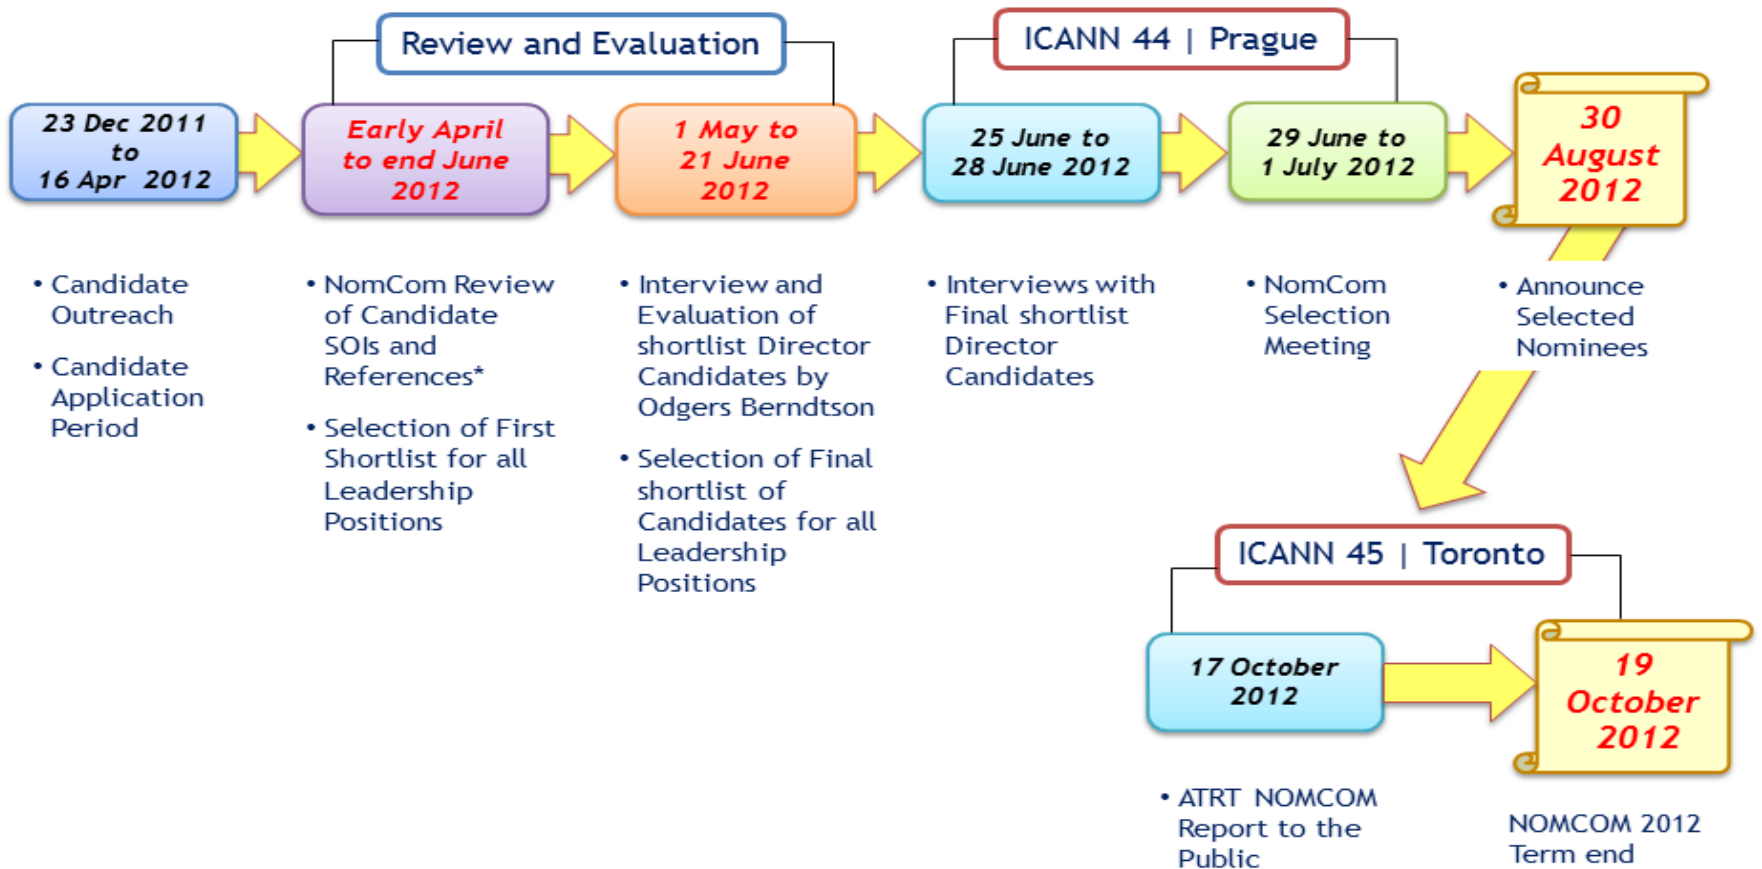 Review and Evaluation
ICANN 44 | Prague
23 Dec 2011
to
16 Apr 2012
Early April
to end June
2012
1 May to
21 June
2012
25 June to
28 June 2012
29 June to
1 July 2012
30
August
2012
• Candidate
Outreach
• Candidate
Application
Period
• NomCom Review
of Candidate
SOIs and
References*
• Selection of First
Shortlist for all
Leadership
Positions
• Interview and
Evaluation of
shortlist Director
Candidates by
Odgers Berndtson
• Selection of Final
shortlist of
Candidates for all
Leadership
Positions
• Interviews with
Final shortlist
Director
Candidates
• NomCom
Selection
Meeting
• Announce
Selected
Nominees
ICANN 45 | Toronto
17 October
2012
19
October
2012
• ATRT NOMCOM
Report to the
Public
NOMCOM 2012
Term end